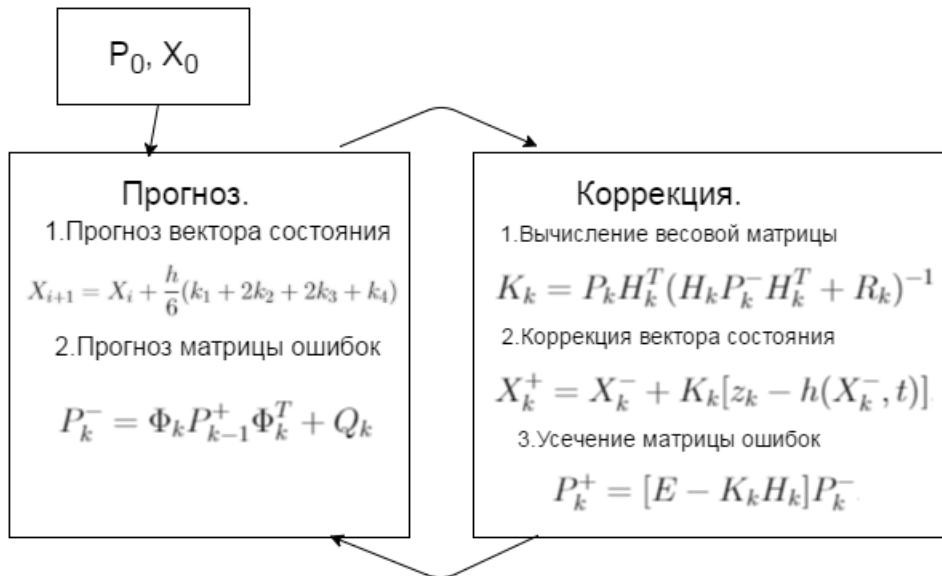 P₀, X₀
Прогноз.
1.Прогноз вектора состояния
X_{i+1} = X_i + \frac{h}{6}(k_1 + 2k_2 + 2k_3 + k_4)
2.Прогноз матрицы ошибок
P_k^- = Φ_k P_{k-1}^+ Φ_k^T + Q_k
Коррекция.
1.Вычисление весовой матрицы
K_k = P_k H_k^T (H_k P_k^- H_k^T + R_k)^{-1}
2.Коррекция вектора состояния
X_k^+ = X_k^- + K_k[z_k − h(X_k^-, t)]
3.Усечение матрицы ошибок
P_k^+ = [E − K_k H_k]P_k^-